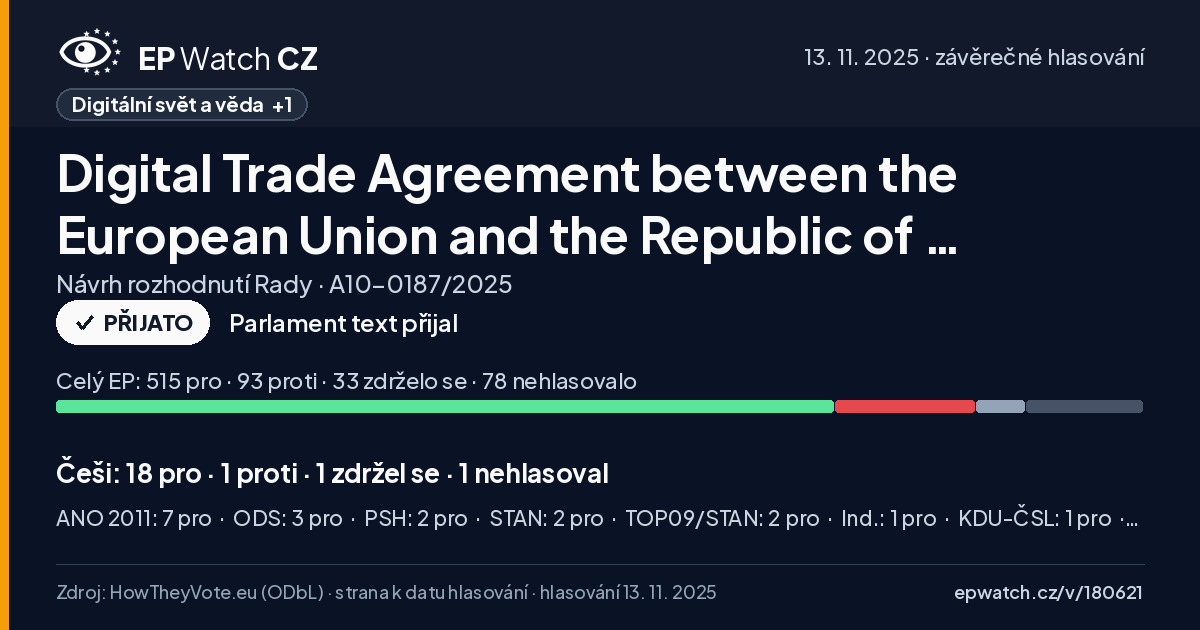 EP Watch CZ
13. 11. 2025 · závěrečné hlasování
Digitální svět a věda +1
Digital Trade Agreement between the
European Union and the Republic of …
Návrh rozhodnutí Rady · A10-0187/2025
✓ PŘIJATO Parlament text přijal
Celý EP: 515 pro · 93 proti · 33 zdrželo se · 78 nehlasovalo
Češi: 18 pro · 1 proti · 1 zdržel se · 1 nehlasoval
ANO 2011: 7 pro · ODS: 3 pro · PSH: 2 pro · STAN: 2 pro · TOP09/STAN: 2 pro · Ind.: 1 pro · KDU-ČSL: 1 pro ·…
Zdroj: HowTheyVote.eu (ODbL) · strana k datu hlasování · hlasování 13. 11. 2025
epwatch.cz/v/180621